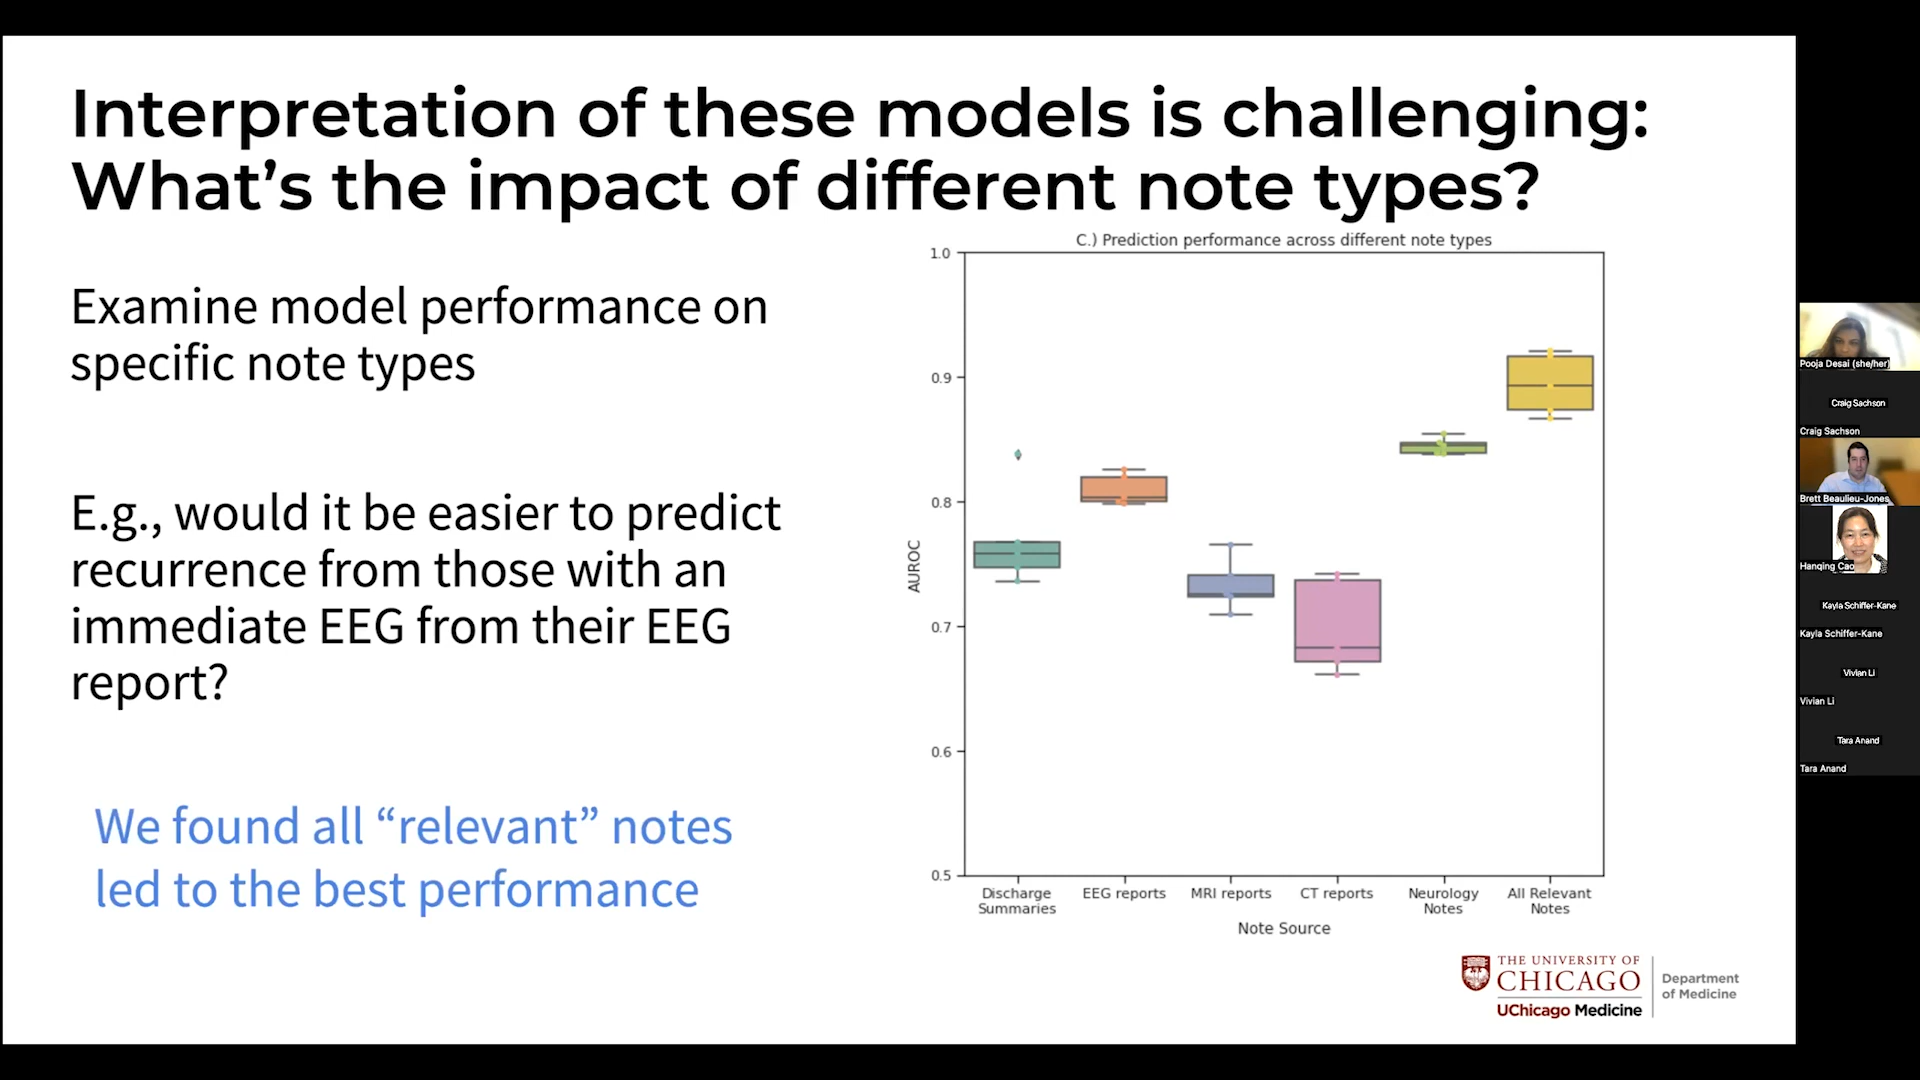 Interpretation of these models is challenging:
What's the impact of different note types?
Examine model performance on
specific note types
E.g., would it be easier to predict
recurrence from those with an
immediate EEG from their EEG
report?
We found all “relevant” notes
led to the best performance
C.) Prediction performance across different note types
1.0
0.9
0.8
0.7
0.6
0.5
AUROC
Discharge
Summaries
EEG reports
MRI reports
CT reports
Neurology
Notes
All Relevant
Notes
Note Source
THE UNIVERSITY OF
CHICAGO
UChicago Medicine
Department
of Medicine
Pooja Desai (she/her)
Craig Sachson
Craig Sachson
Brett Beaulieu-Jones
Hanqing Cao
Kayla Schiffer-Kane
Kayla Schiffer-Kane
Vivian Li
Vivian Li
Tara Anand
Tara Anand